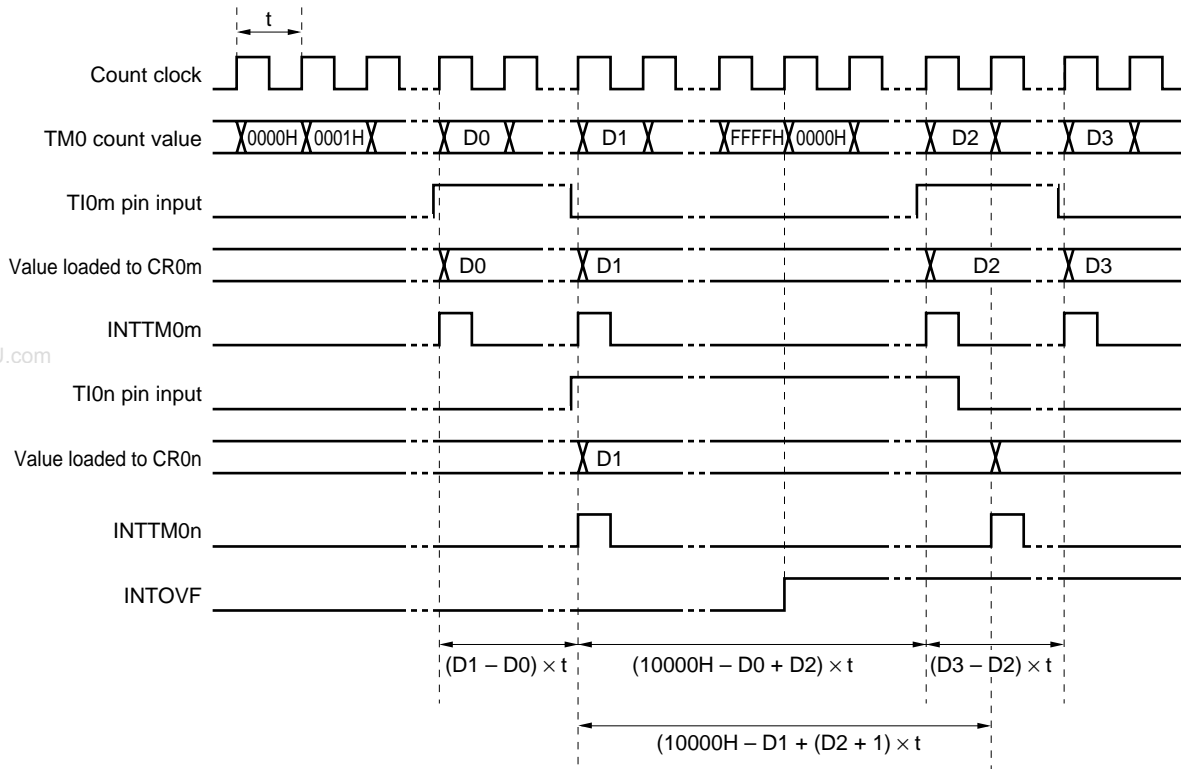 t
Count clock
TM0 count value 0000H 0001H D0 D1 FFFFH 0000H D2 D3
TI0m pin input
Value loaded to CR0m D0 D1 D2 D3
INTTM0m
J.com
TI0n pin input
Value loaded to CR0n D1
INTTM0n
INTOVF
(D1 – D0) × t (10000H – D0 + D2) × t (D3 – D2) × t
(10000H – D1 + (D2 + 1) × t